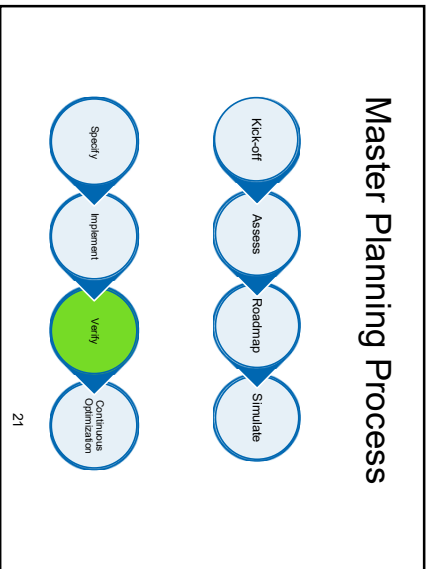 Master Planning Process
Kick-off
Assess
Roadmap
Simulate
Specify
Implement
Verify
Continuous
Optimization
21